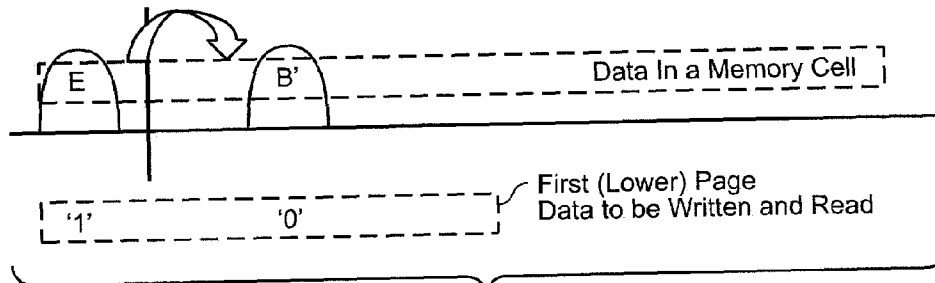 E
B'
Data In a Memory Cell
'1'
'0'
First (Lower) Page
Data to be Written and Read